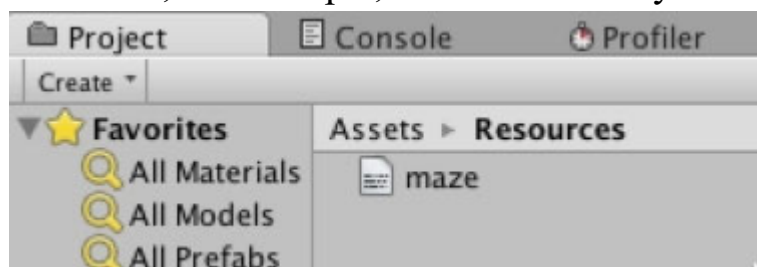 Project Console Profiler
Create
Favorites
All Materials
All Models
All Prefabs
Assets ▸ Resources
maze